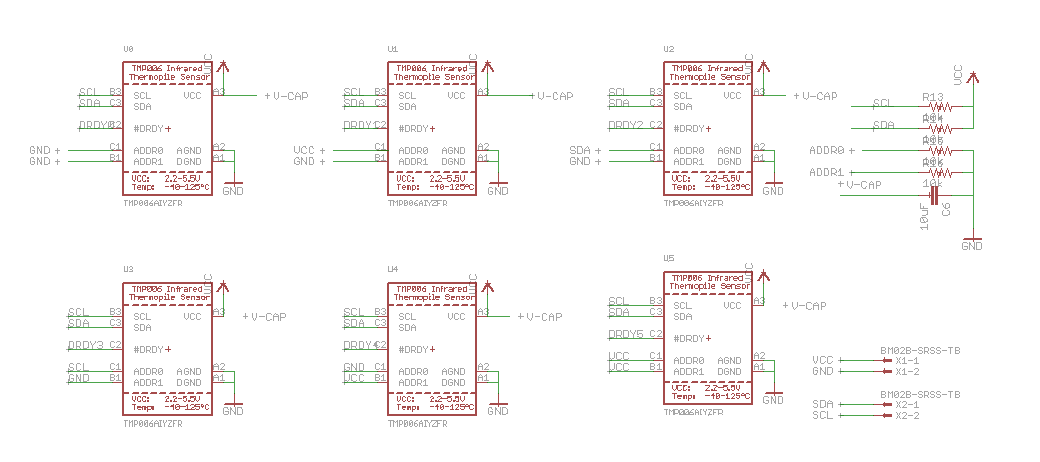 U0
VCC
TMP006 Infrared
Thermopile Sensor
SCL B3 SCL VCC A3 +V-CAP
SDA C3 SDA
DRDY0 C2 #DRDY+
GND + C1 ADDR0 AGND A2
GND + B1 ADDR1 DGND A1
VCC: 2.2-5.5V
Temp: -40-125°C
GND
TMP006AIYZFR
U1
VCC
TMP006 Infrared
Thermopile Sensor
SCL B3 SCL VCC A3 +V-CAP
SDA C3 SDA
DRDY1 C2 #DRDY+
VCC + C1 ADDR0 AGND A2
GND + B1 ADDR1 DGND A1
VCC: 2.2-5.5V
Temp: -40-125°C
GND
TMP006AIYZFR
U2
VCC
TMP006 Infrared
Thermopile Sensor
SCL B3 SCL VCC A3 +V-CAP
SDA C3 SDA
DRDY2 C2 #DRDY+
SDA + C1 ADDR0 AGND A2
GND + B1 ADDR1 DGND A1
VCC: 2.2-5.5V
Temp: -40-125°C
GND
TMP006AIYZFR
VCC
SCL R13
SDA
ADDR0 +
ADDR1
10k
+V-CAP
10uF C6
GND
U3
VCC
TMP006 Infrared
Thermopile Sensor
SCL B3 SCL VCC A3 +V-CAP
SDA C3 SDA
DRDY3 C2 #DRDY+
SCL C1 ADDR0 AGND A2
GND B1 ADDR1 DGND A1
VCC: 2.2-5.5V
Temp: -40-125°C
GND
TMP006AIYZFR
U4
VCC
TMP006 Infrared
Thermopile Sensor
SCL B3 SCL VCC A3 +V-CAP
SDA C3 SDA
DRDY4 C2 #DRDY+
GND C1 ADDR0 AGND A2
VCC B1 ADDR1 DGND A1
VCC: 2.2-5.5V
Temp: -40-125°C
GND
TMP006AIYZFR
U5
VCC
TMP006 Infrared
Thermopile Sensor
SCL B3 SCL VCC A3 +V-CAP
SDA C3 SDA
DRDY5 C2 #DRDY+
VCC C1 ADDR0 AGND A2
VCC B1 ADDR1 DGND A1
VCC: 2.2-5.5V
Temp: -40-125°C
GND
TMP006AIYZFR
BM02B-SRSS-TB
VCC X1-1
GND X1-2
BM02B-SRSS-TB
SDA X2-1
SCL X2-2